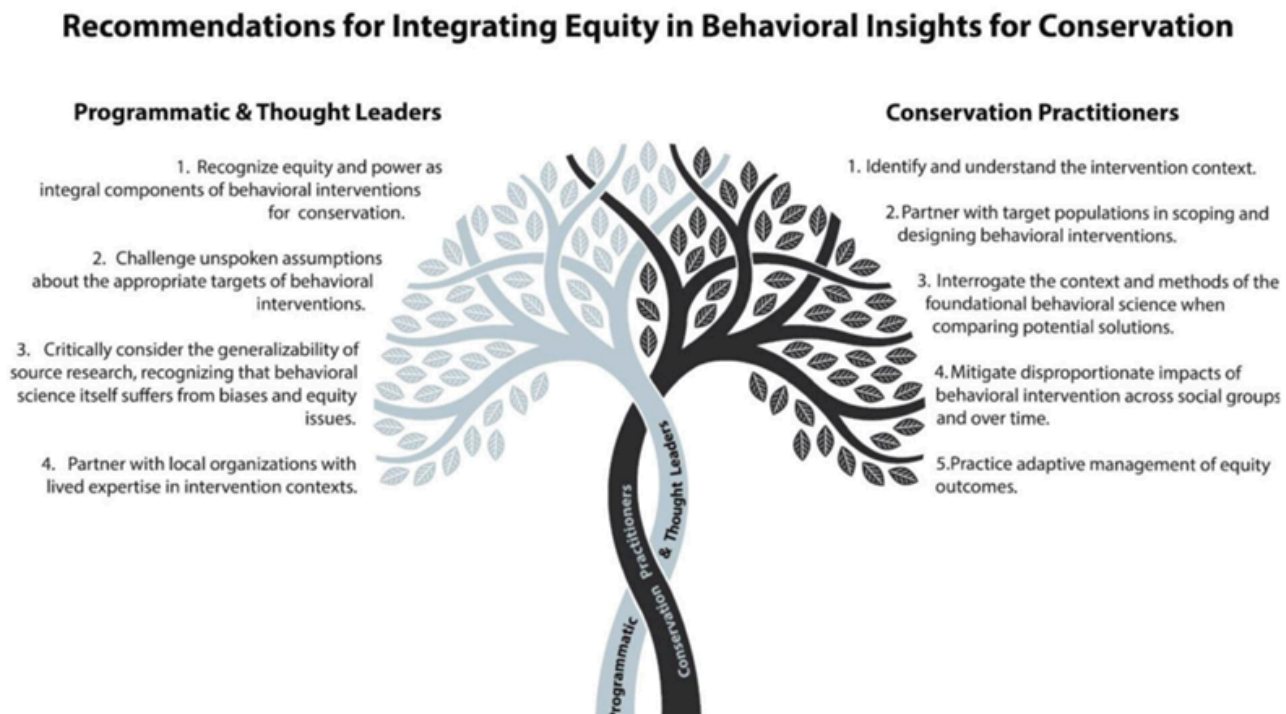 Recommendations for Integrating Equity in Behavioral Insights for Conservation
Programmatic & Thought Leaders
1. Recognize equity and power as
integral components of behavioral interventions
for conservation.
2. Challenge unspoken assumptions
about the appropriate targets of behavioral
interventions.
3. Critically consider the generalizability of
source research, recognizing that behavioral
science itself suffers from biases and equity
issues.
4. Partner with local organizations with
lived expertise in intervention contexts.
Conservation Practitioners
1. Identify and understand the intervention context.
2.Partner with target populations in scoping and
designing behavioral interventions.
3. Interrogate the context and methods of the
foundational behavioral science when
comparing potential solutions.
4.Mitigate disproportionate impacts of
behavioral intervention across social groups
and over time.
5.Practice adaptive management of equity
outcomes.
Programmatic & Thought Leaders
Conservation Practitioners